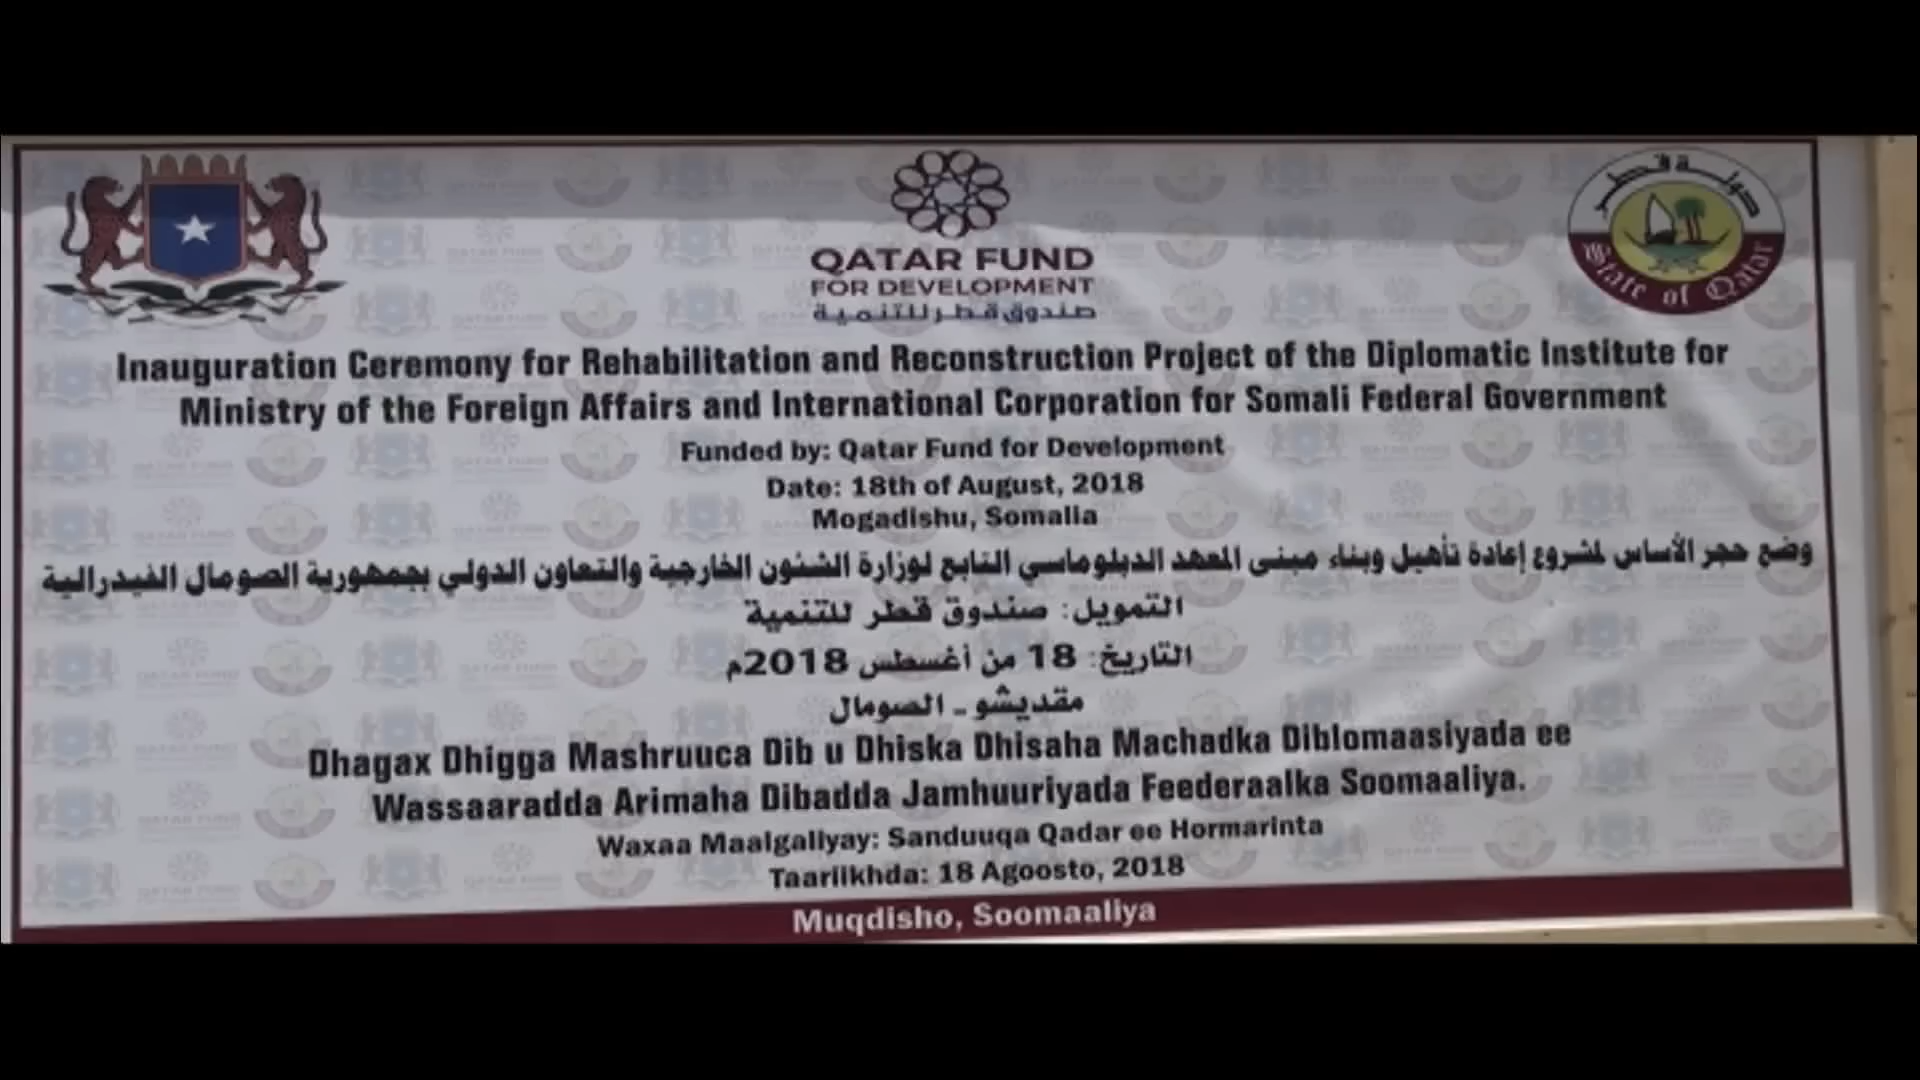 دولة قطر
State of Qatar
QATAR FUND
FOR DEVELOPMENT
صندوق قطر للتنمية
Inauguration Ceremony for Rehabilitation and Reconstruction Project of the Diplomatic Institute for
Ministry of the Foreign Affairs and International Corporation for Somali Federal Government
Funded by: Qatar Fund for Development
Date: 18th of August, 2018
Mogadishu, Somalia
وضع حجر الأساس لمشروع إعادة تأهيل وبناء مبنى المعهد الدبلوماسي التابع لوزارة الشئون الخارجية والتعاون الدولي بجمهورية الصومال الفيدرالية
التمويل: صندوق قطر للتنمية
التاريخ: 18 من أغسطس 2018م
مقديشو - الصومال
Dhagax Dhigga Mashruuca Dib u Dhiska Dhisaha Machadka Diblomaasiyada ee
Wassaaradda Arimaha Dibadda Jamhuuriyada Feederaalka Soomaaliya.
Waxaa Maalgaliyay: Sanduuqa Qadar ee Hormarinta
Taariikhda: 18 Agoosto, 2018
Muqdisho, Soomaaliya